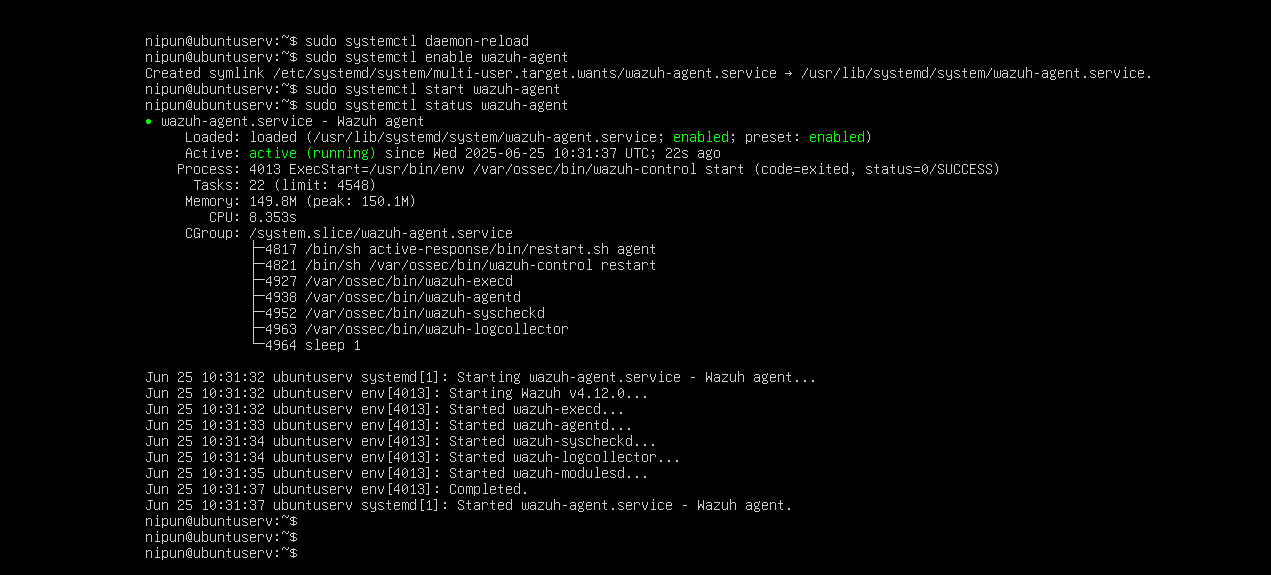 nipun@ubuntuserv:~$ sudo systemctl daemon-reload
nipun@ubuntuserv:~$ sudo systemctl enable wazuh-agent
Created symlink /etc/systemd/system/multi-user.target.wants/wazuh-agent.service → /usr/lib/systemd/system/wazuh-agent.service.
nipun@ubuntuserv:~$ sudo systemctl start wazuh-agent
nipun@ubuntuserv:~$ sudo systemctl status wazuh-agent
● wazuh-agent.service - Wazuh agent
     Loaded: loaded (/usr/lib/systemd/system/wazuh-agent.service; enabled; preset: enabled)
     Active: active (running) since Wed 2025-06-25 10:31:37 UTC; 22s ago
    Process: 4013 ExecStart=/usr/bin/env /var/ossec/bin/wazuh-control start (code=exited, status=0/SUCCESS)
      Tasks: 22 (limit: 4548)
     Memory: 149.8M (peak: 150.1M)
        CPU: 8.353s
     CGroup: /system.slice/wazuh-agent.service
             ├─4817 /bin/sh active-response/bin/restart.sh agent
             ├─4821 /bin/sh /var/ossec/bin/wazuh-control restart
             ├─4927 /var/ossec/bin/wazuh-execd
             ├─4938 /var/ossec/bin/wazuh-agentd
             ├─4952 /var/ossec/bin/wazuh-syscheckd
             ├─4963 /var/ossec/bin/wazuh-logcollector
             └─4964 sleep 1

Jun 25 10:31:32 ubuntuserv systemd[1]: Starting wazuh-agent.service - Wazuh agent...
Jun 25 10:31:32 ubuntuserv env[4013]: Starting Wazuh v4.12.0...
Jun 25 10:31:32 ubuntuserv env[4013]: Started wazuh-execd...
Jun 25 10:31:33 ubuntuserv env[4013]: Started wazuh-agentd...
Jun 25 10:31:34 ubuntuserv env[4013]: Started wazuh-syscheckd...
Jun 25 10:31:34 ubuntuserv env[4013]: Started wazuh-logcollector...
Jun 25 10:31:35 ubuntuserv env[4013]: Started wazuh-modulesd...
Jun 25 10:31:37 ubuntuserv env[4013]: Completed.
Jun 25 10:31:37 ubuntuserv systemd[1]: Started wazuh-agent.service - Wazuh agent.
nipun@ubuntuserv:~$
nipun@ubuntuserv:~$
nipun@ubuntuserv:~$